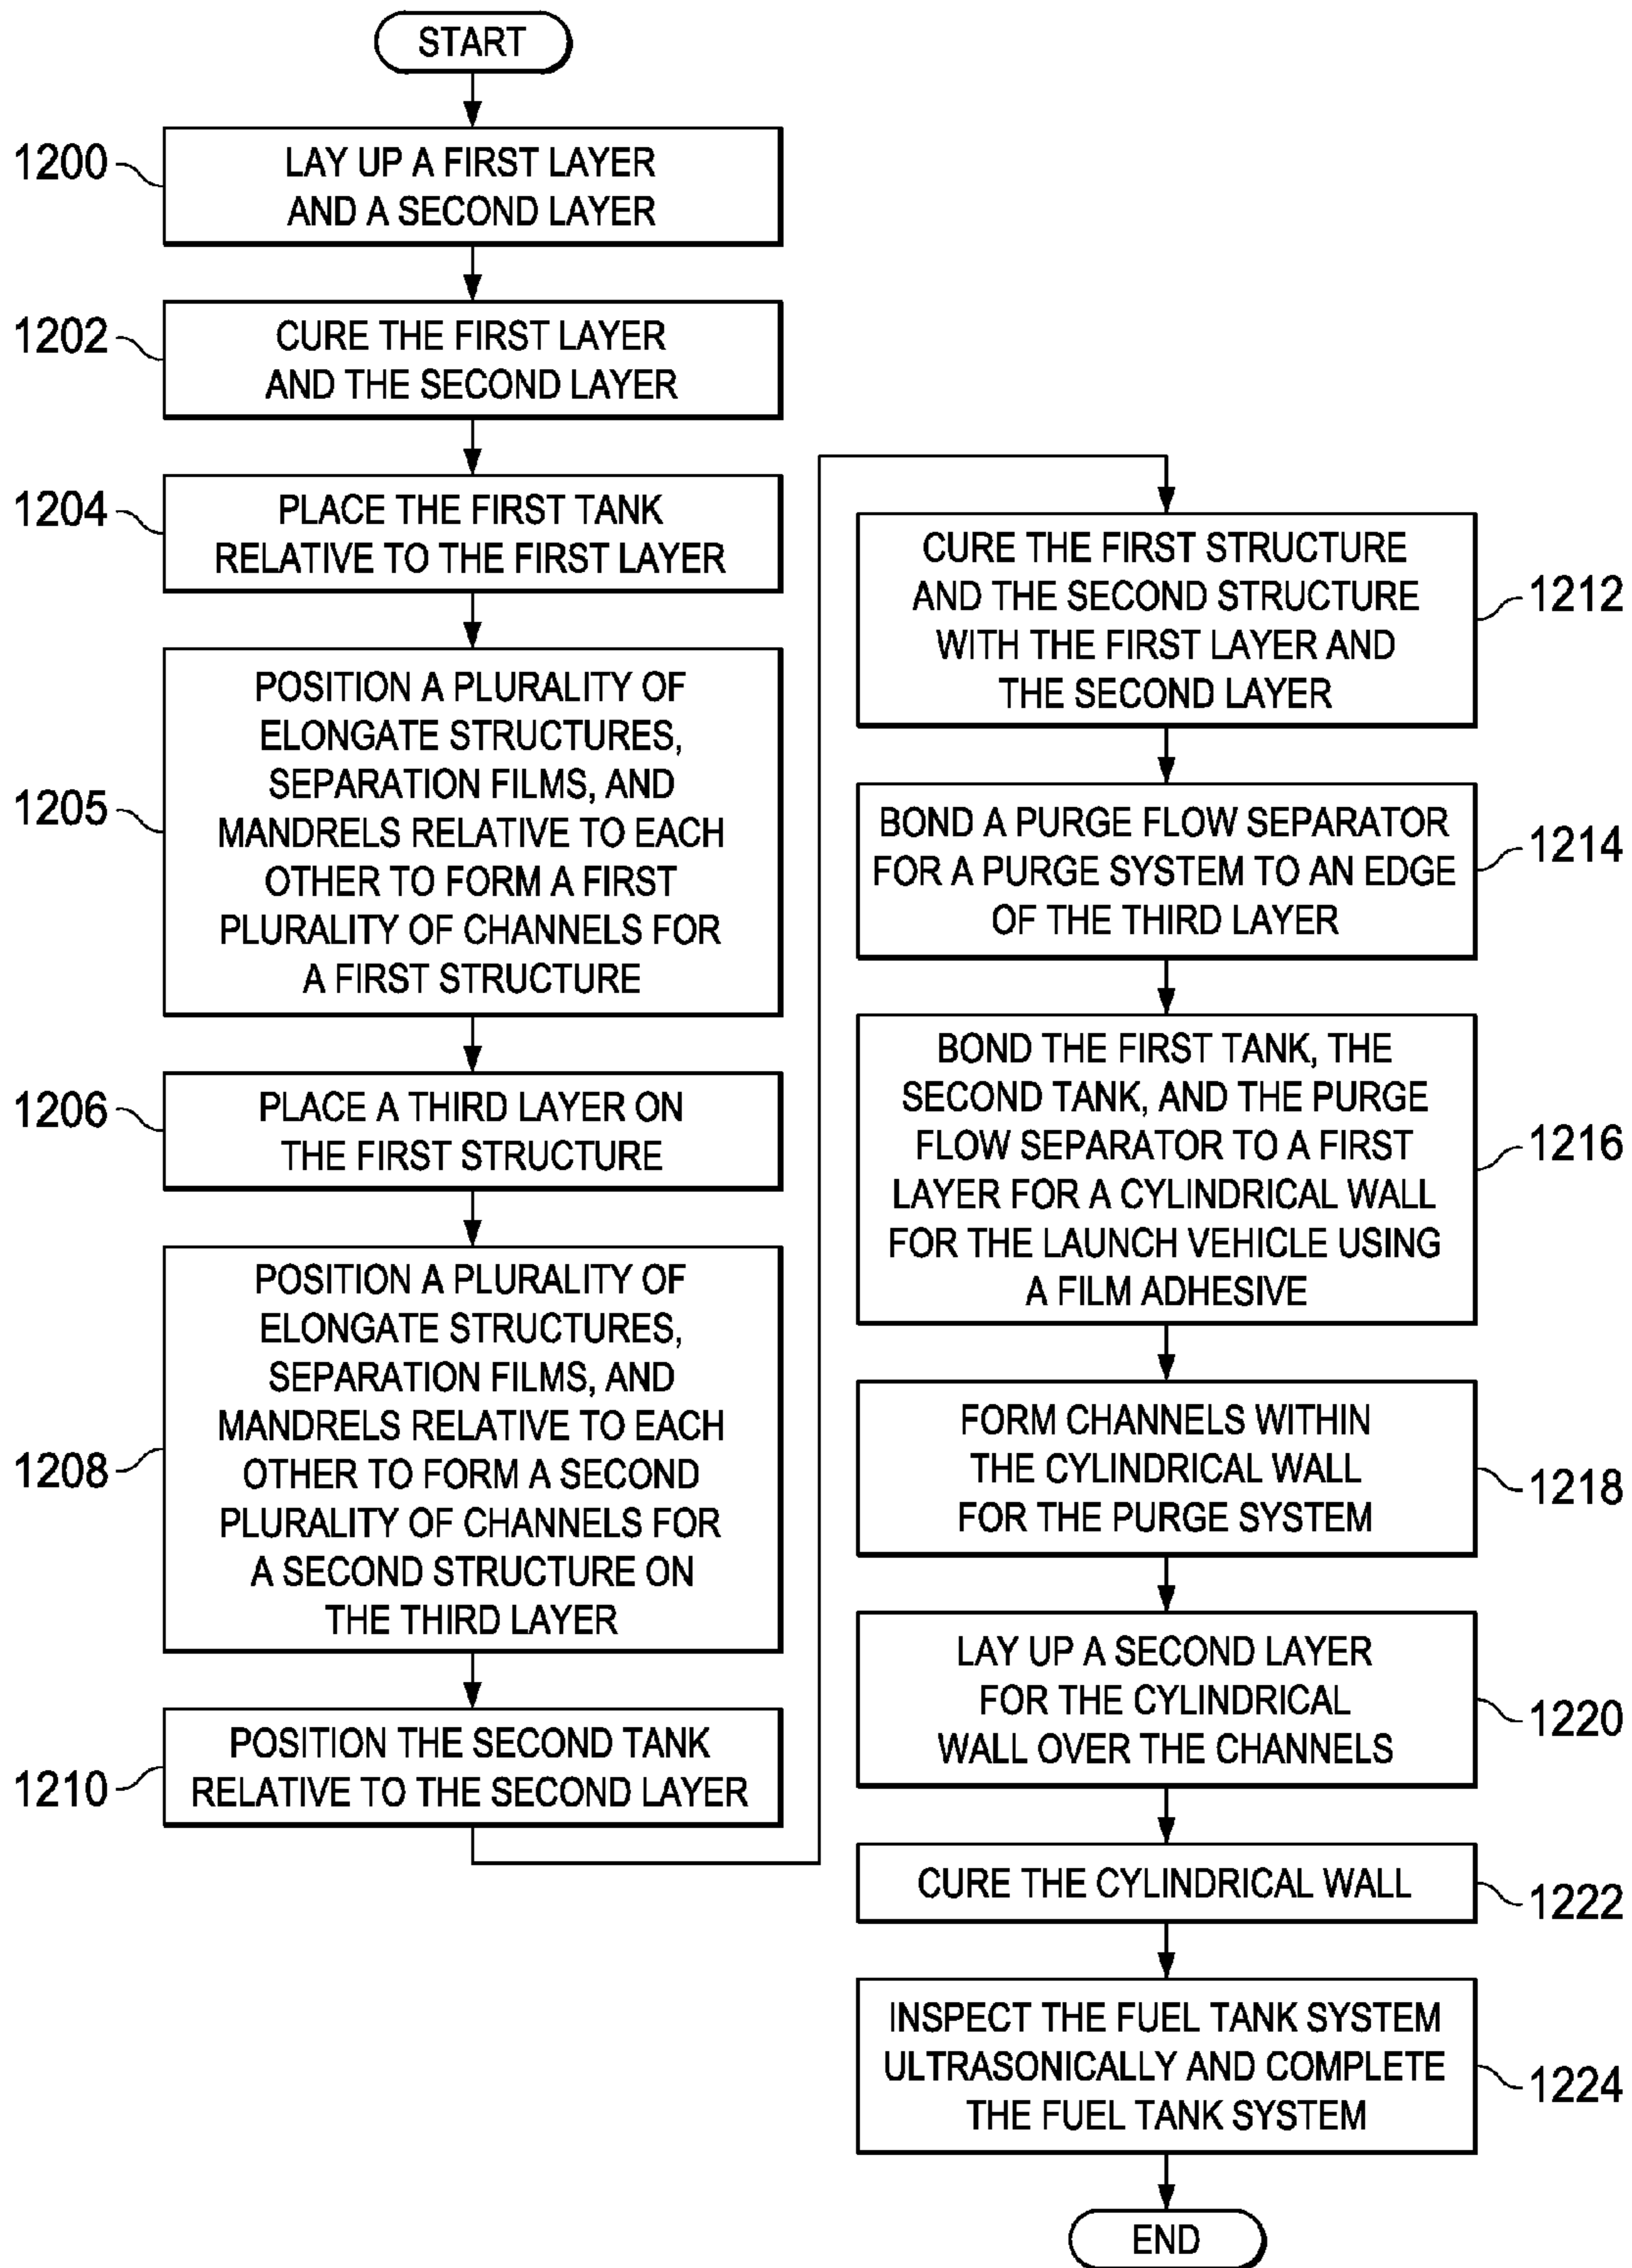 START
1200
LAY UP A FIRST LAYER
AND A SECOND LAYER
1202
CURE THE FIRST LAYER
AND THE SECOND LAYER
1204
PLACE THE FIRST TANK
RELATIVE TO THE FIRST LAYER
1205
POSITION A PLURALITY OF
ELONGATE STRUCTURES,
SEPARATION FILMS, AND
MANDRELS RELATIVE TO EACH
OTHER TO FORM A FIRST
PLURALITY OF CHANNELS FOR
A FIRST STRUCTURE
1206
PLACE A THIRD LAYER ON
THE FIRST STRUCTURE
1208
POSITION A PLURALITY OF
ELONGATE STRUCTURES,
SEPARATION FILMS, AND
MANDRELS RELATIVE TO EACH
OTHER TO FORM A SECOND
PLURALITY OF CHANNELS FOR
A SECOND STRUCTURE ON
THE THIRD LAYER
1210
POSITION THE SECOND TANK
RELATIVE TO THE SECOND LAYER
CURE THE FIRST STRUCTURE
AND THE SECOND STRUCTURE
WITH THE FIRST LAYER AND
THE SECOND LAYER
1212
BOND A PURGE FLOW SEPARATOR
FOR A PURGE SYSTEM TO AN EDGE
OF THE THIRD LAYER
1214
BOND THE FIRST TANK, THE
SECOND TANK, AND THE PURGE
FLOW SEPARATOR TO A FIRST
LAYER FOR A CYLINDRICAL WALL
FOR THE LAUNCH VEHICLE USING
A FILM ADHESIVE
1216
FORM CHANNELS WITHIN
THE CYLINDRICAL WALL
FOR THE PURGE SYSTEM
1218
LAY UP A SECOND LAYER
FOR THE CYLINDRICAL
WALL OVER THE CHANNELS
1220
CURE THE CYLINDRICAL WALL
1222
INSPECT THE FUEL TANK SYSTEM
ULTRASONICALLY AND COMPLETE
THE FUEL TANK SYSTEM
1224
END